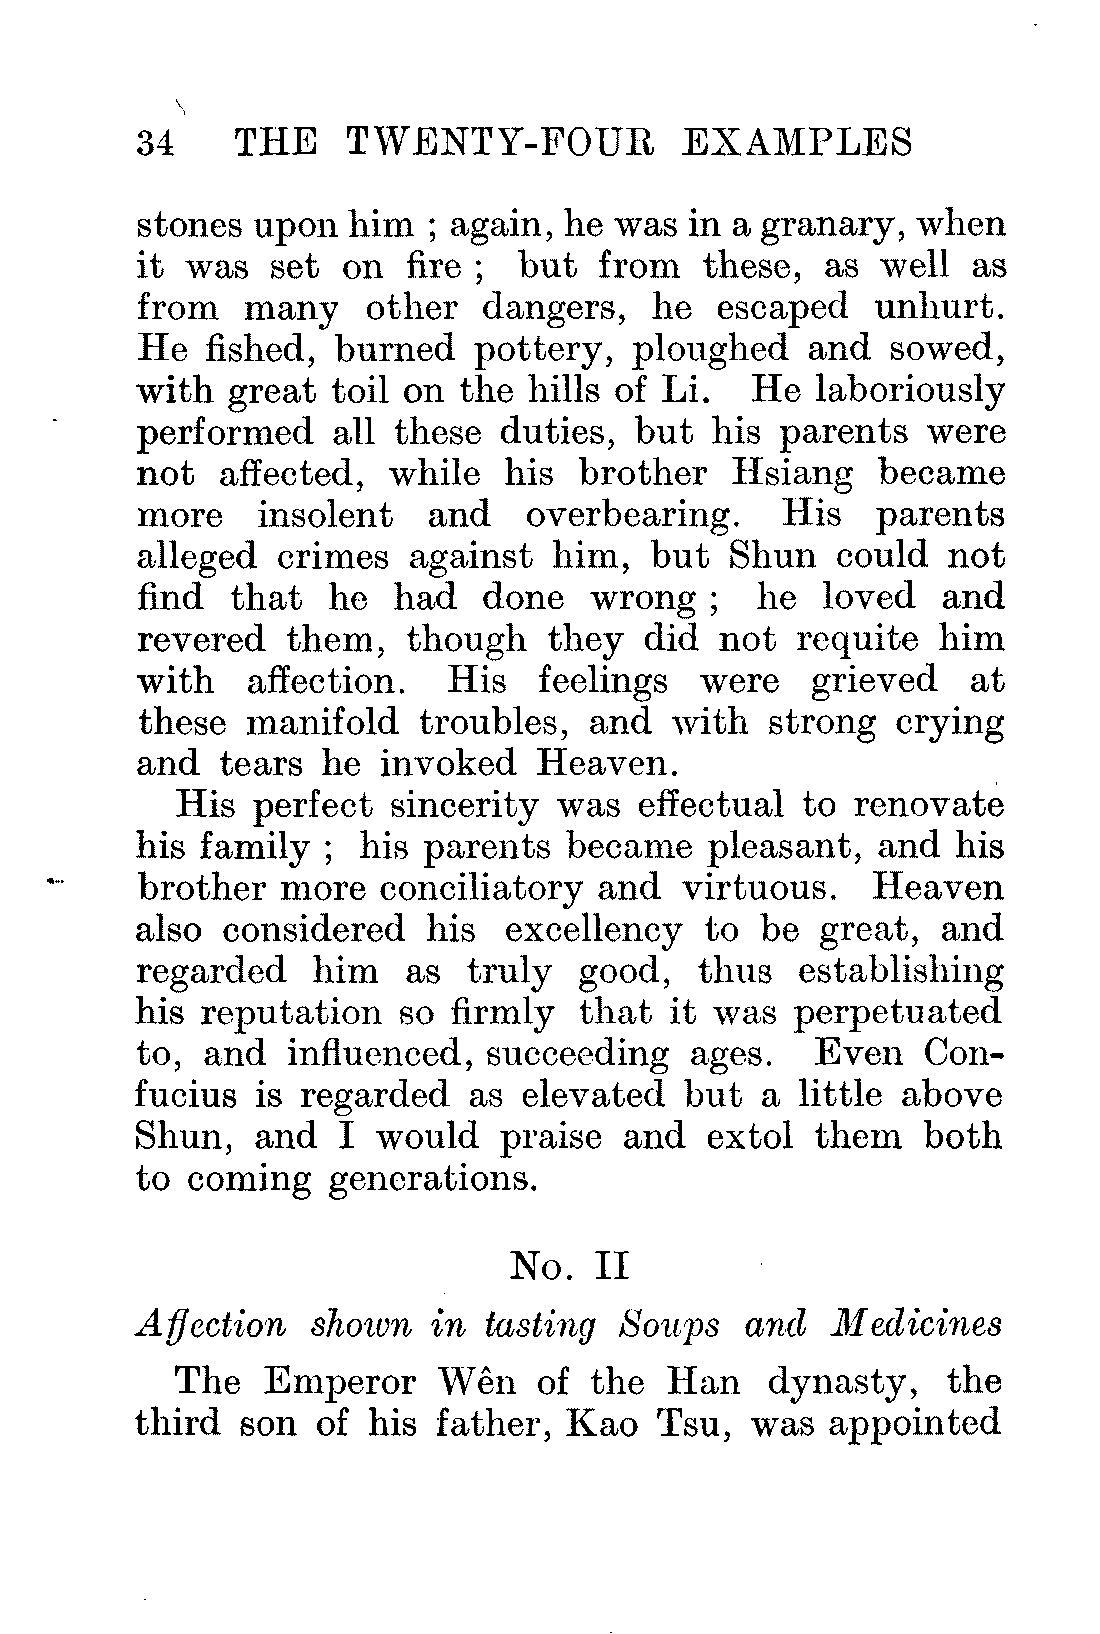 34 THE TWENTY-FOUR EXAMPLES
stones upon him ; again, he was in a granary, when
it was set on fire ; but from these, as well as
from many other dangers, he escaped unhurt.
He fished, burned pottery, ploughed and sowed,
with great toil on the hills of Li. He laboriously
performed all these duties, but his parents were
not affected, while his brother Hsiang became
more insolent and overbearing. His parents
alleged crimes against him, but Shun could not
find that he had done wrong ; he loved and
revered them, though they did not requite him
with affection. His feelings were grieved at
these manifold troubles, and with strong crying
and tears he invoked Heaven.
His perfect sincerity was effectual to renovate
his family ; his parents became pleasant, and his
brother more conciliatory and virtuous. Heaven
also considered his excellency to be great, and
regarded him as truly good, thus establishing
his reputation so firmly that it was perpetuated
to, and influenced, succeeding ages. Even Con-
fucius is regarded as elevated but a little above
Shun, and I would praise and extol them both
to coming generations.
No. II
Affection shown in tasting Soups and Medicines
The Emperor Wên of the Han dynasty, the
third son of his father, Kao Tsu, was appointed